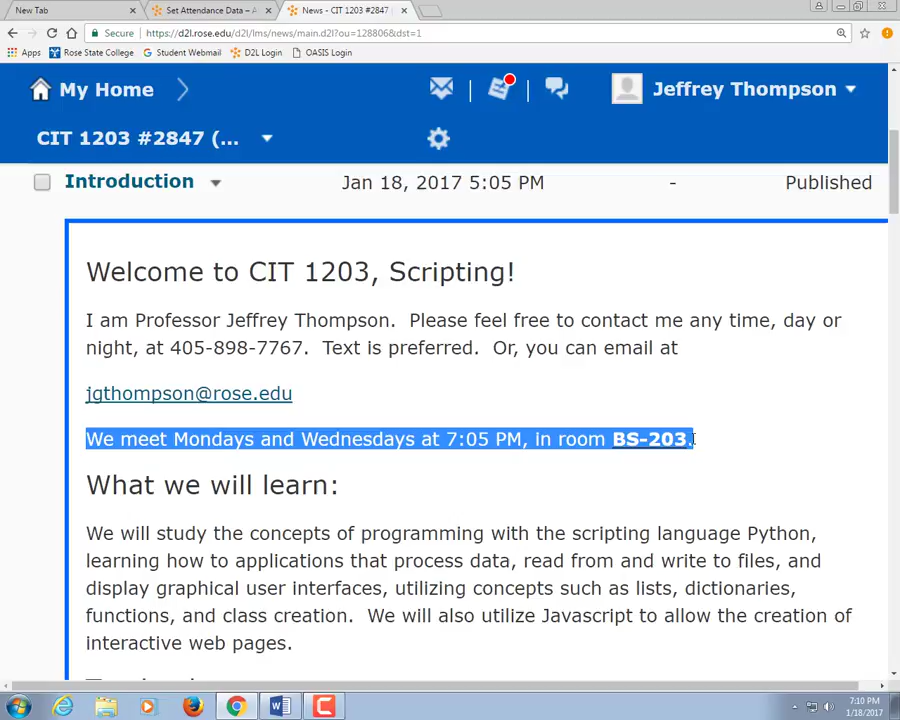 New Tab
Set Attendance Data – A
News - CIT 1203 #2847
Secure https://d2l.rose.edu/d2l/lms/news/main.d2l?ou=128806&dst=1
Apps Rose State College Student Webmail D2L Login OASIS Login
My Home
Jeffrey Thompson
CIT 1203 #2847 (...
Introduction Jan 18, 2017 5:05 PM - Published
Welcome to CIT 1203, Scripting!
I am Professor Jeffrey Thompson. Please feel free to contact me any time, day or
night, at 405-898-7767. Text is preferred. Or, you can email at
jgthompson@rose.edu
We meet Mondays and Wednesdays at 7:05 PM, in room BS-203.
What we will learn:
We will study the concepts of programming with the scripting language Python,
learning how to applications that process data, read from and write to files, and
display graphical user interfaces, utilizing concepts such as lists, dictionaries,
functions, and class creation. We will also utilize Javascript to allow the creation of
interactive web pages.
7:10 PM
1/18/2017